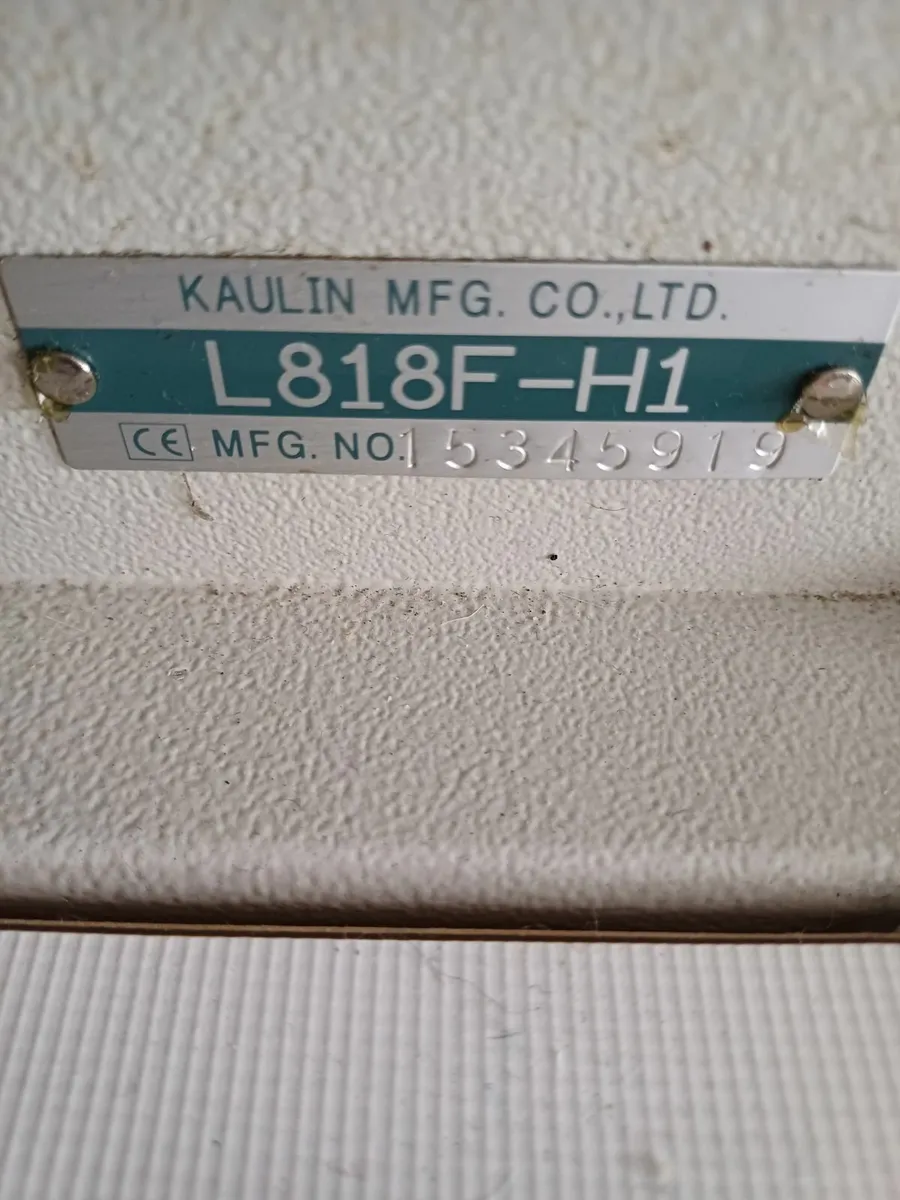 KAULIN MFG. CO.,LTD.
L818F-H1
CE MFG. NO. 15345919